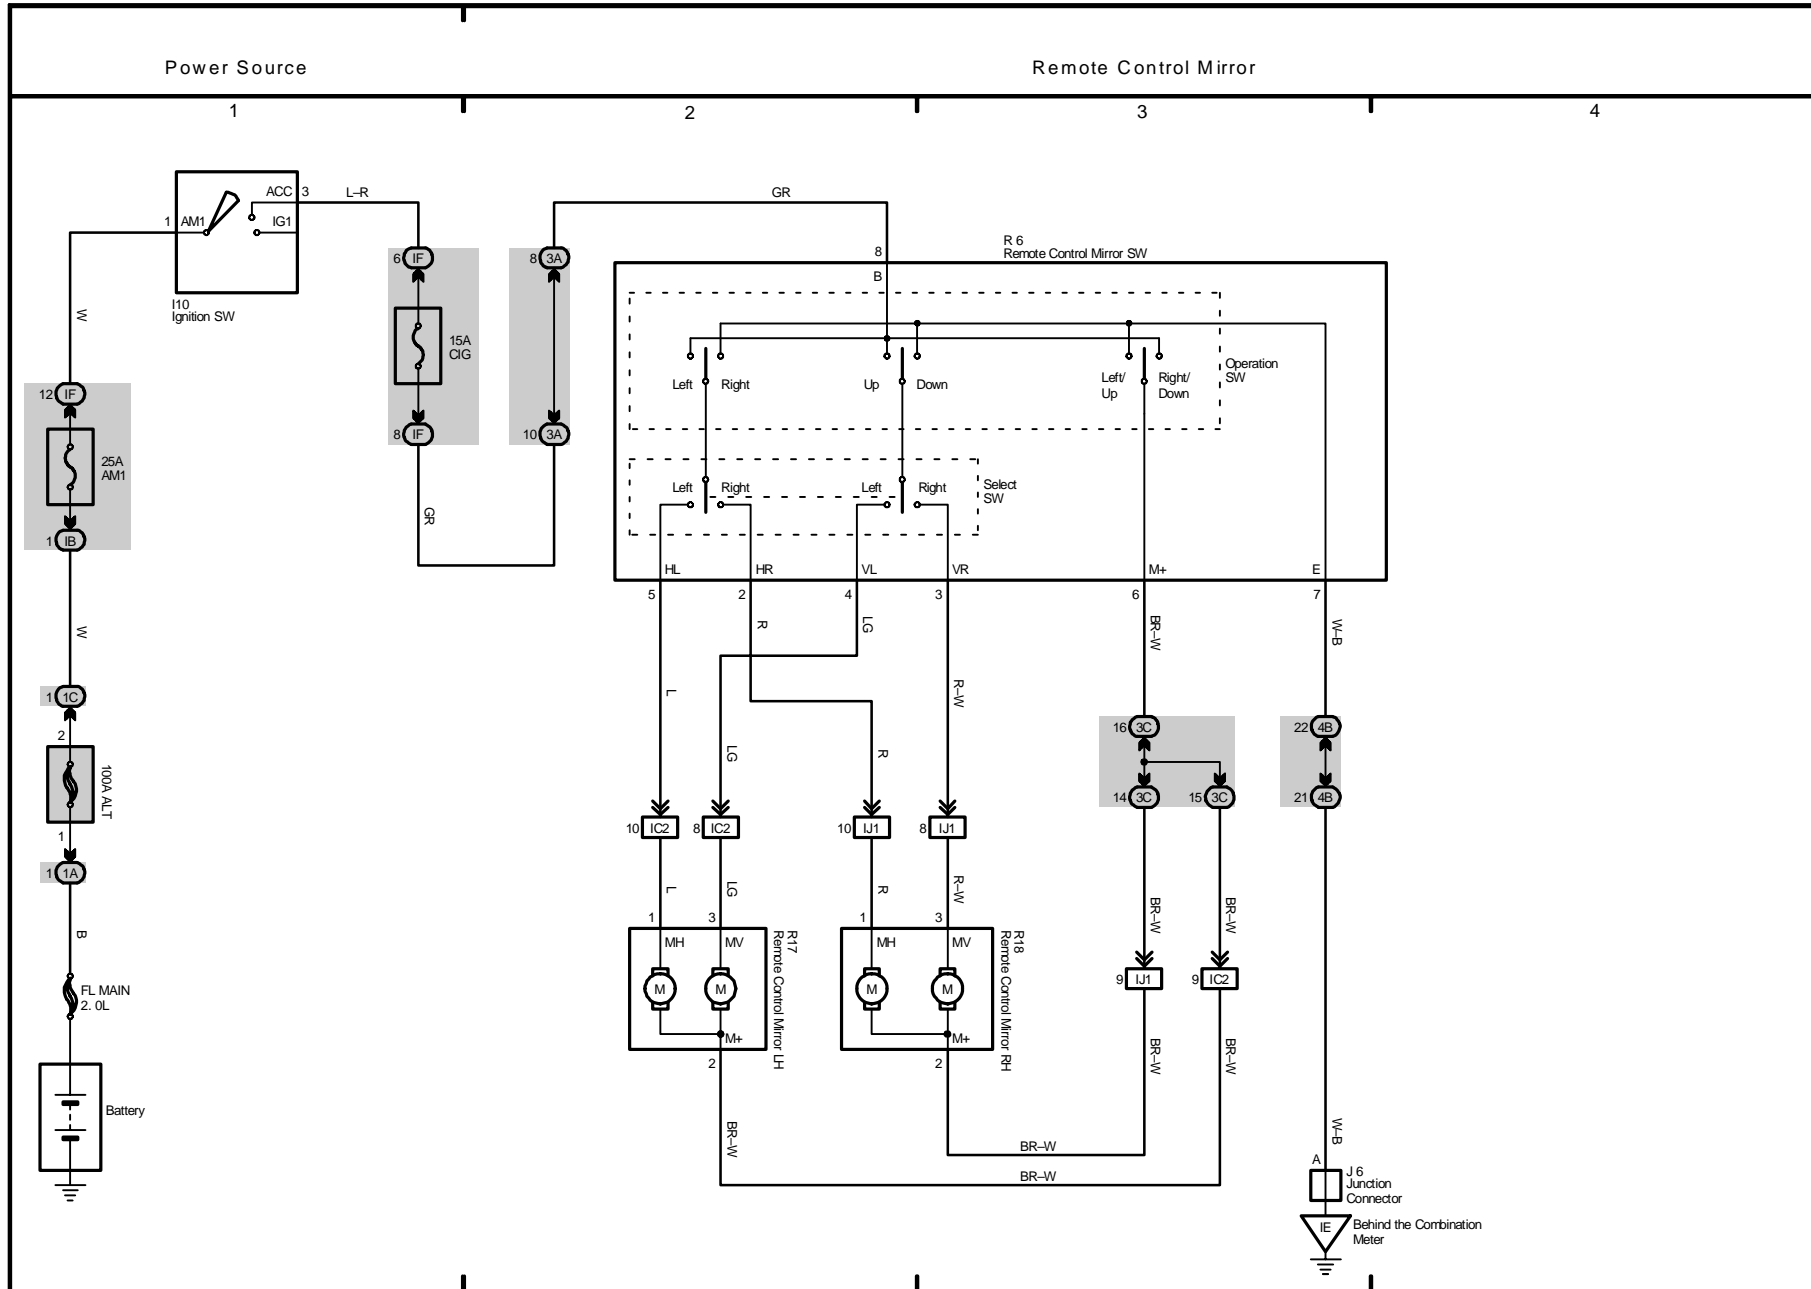 Power Source
Remote Control Mirror
1
2
3
4
ACC
3
L–R
1
AM1
IG1
I10
Ignition SW
W
12
IF
25A
AM1
1
IB
W
1
1C
2
100A ALT
1
1
1A
B
FL MAIN
2. 0L
Battery
6
IF
15A
CIG
8
IF
GR
8
3A
10
3A
GR
8
B
R 6
Remote Control Mirror SW
Left
Right
Up
Down
Left/
Up
Right/
Down
Operation
SW
Left
Right
Left
Right
Select
SW
HL
HR
VL
VR
M+
E
5
2
4
3
6
7
R
LG
BR–W
W–B
L
LG
R
R–W
16
3C
14
3C
15
3C
22
4B
21
4B
10
IC2
8
IC2
10
IJ1
8
IJ1
L
LG
R
R–W
BR–W
BR–W
1
3
MH
MV
M
M
M+
2
R17
Remote Control Mirror LH
1
3
MH
MV
M
M
M+
2
R18
Remote Control Mirror RH
9
IJ1
9
IC2
BR–W
BR–W
BR–W
BR–W
BR–W
W–B
A
J 6
Junction
Connector
IE
Behind the Combination
Meter